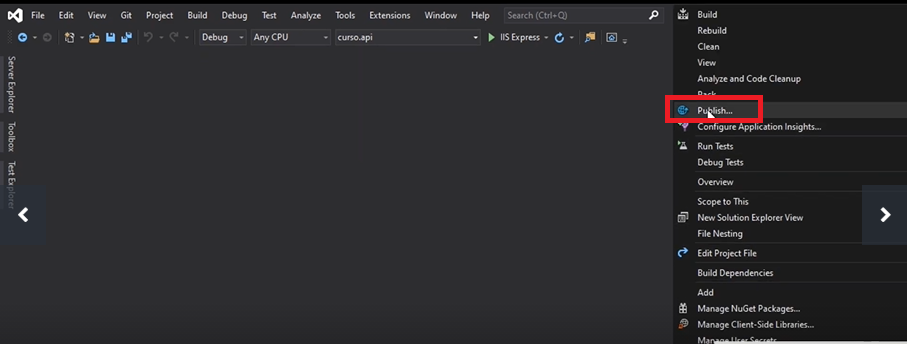 File Edit View Git Project Build Debug Test Analyze Tools Extensions Window Help Search (Ctrl+Q)
Debug Any CPU curso.api IIS Express
Server Explorer
Toolbox
Test Explorer
Build
Rebuild
Clean
View
Analyze and Code Cleanup
Pack
Publish...
Configure Application Insights...
Run Tests
Debug Tests
Overview
Scope to This
New Solution Explorer View
File Nesting
Edit Project File
Build Dependencies
Add
Manage NuGet Packages...
Manage Client-Side Libraries...
Manage User Secrets